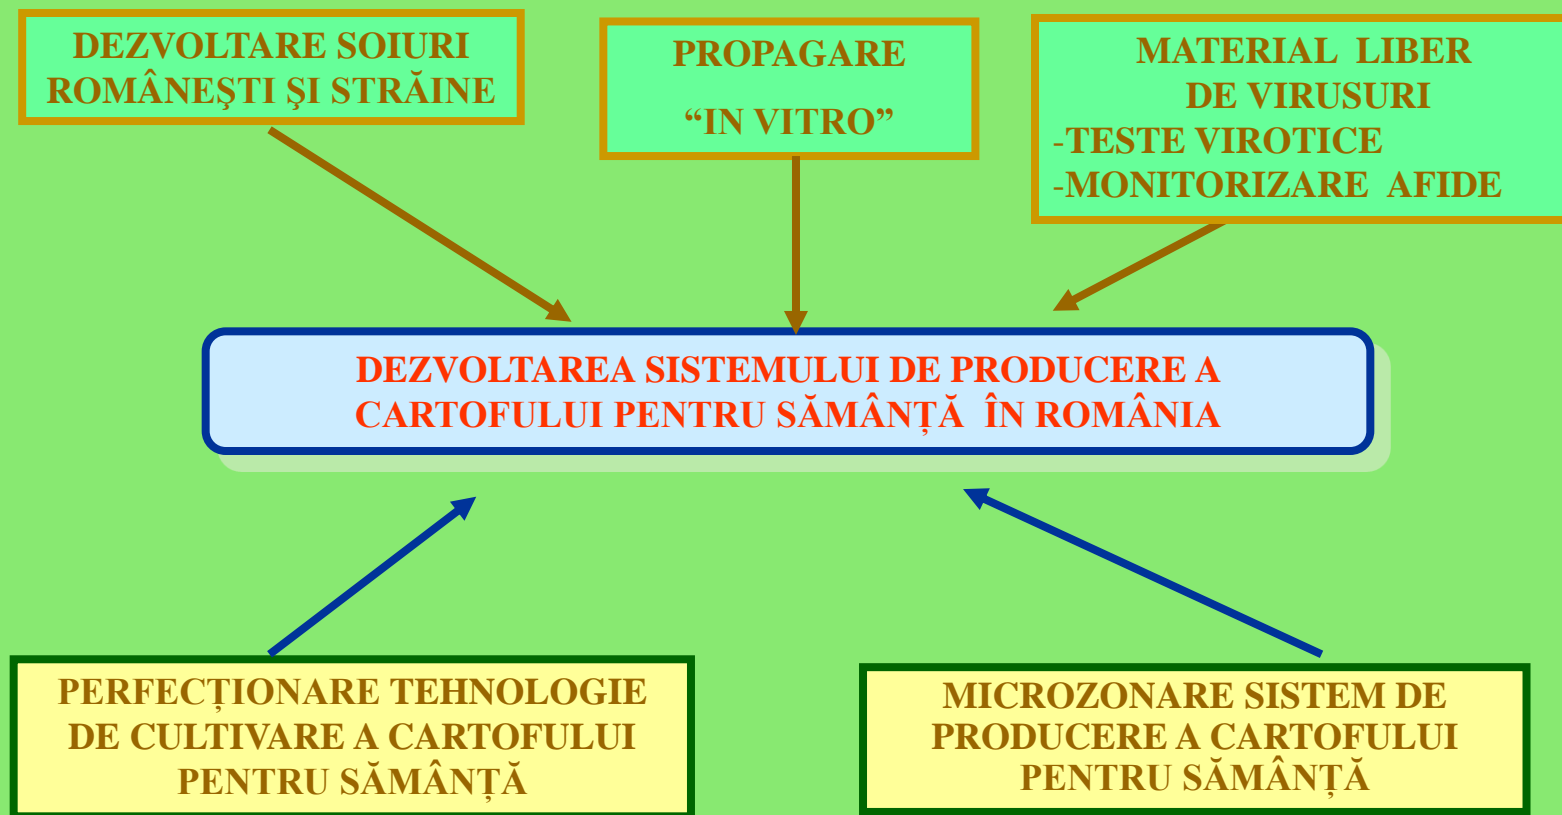 DEZVOLTARE SOIURI
ROMÂNEŞTI ŞI STRĂINE
PROPAGARE
“IN VITRO”
MATERIAL LIBER
DE VIRUSURI
-TESTE VIROTICE
-MONITORIZARE AFIDE
DEZVOLTAREA SISTEMULUI DE PRODUCERE A
CARTOFULUI PENTRU SĂMÂNȚĂ ÎN ROMÂNIA
PERFECȚIONARE TEHNOLOGIE
DE CULTIVARE A CARTOFULUI
PENTRU SĂMÂNȚĂ
MICROZONARE SISTEM DE
PRODUCERE A CARTOFULUI
PENTRU SĂMÂNȚĂ